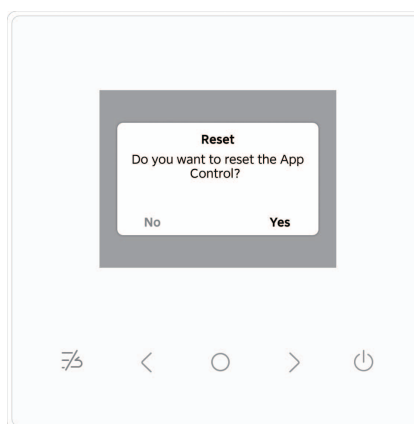 Reset
Do you want to reset the App
Control?
No
Yes